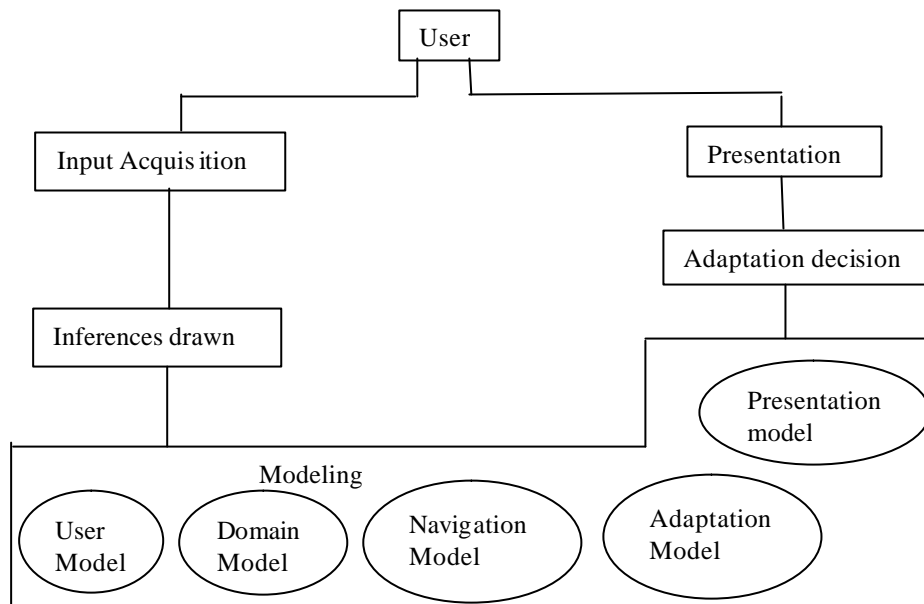 User
Input Acquisition
Presentation
Adaptation decision
Inferences drawn
Presentation
model
Modeling
User
Model
Domain
Model
Navigation
Model
Adaptation
Model